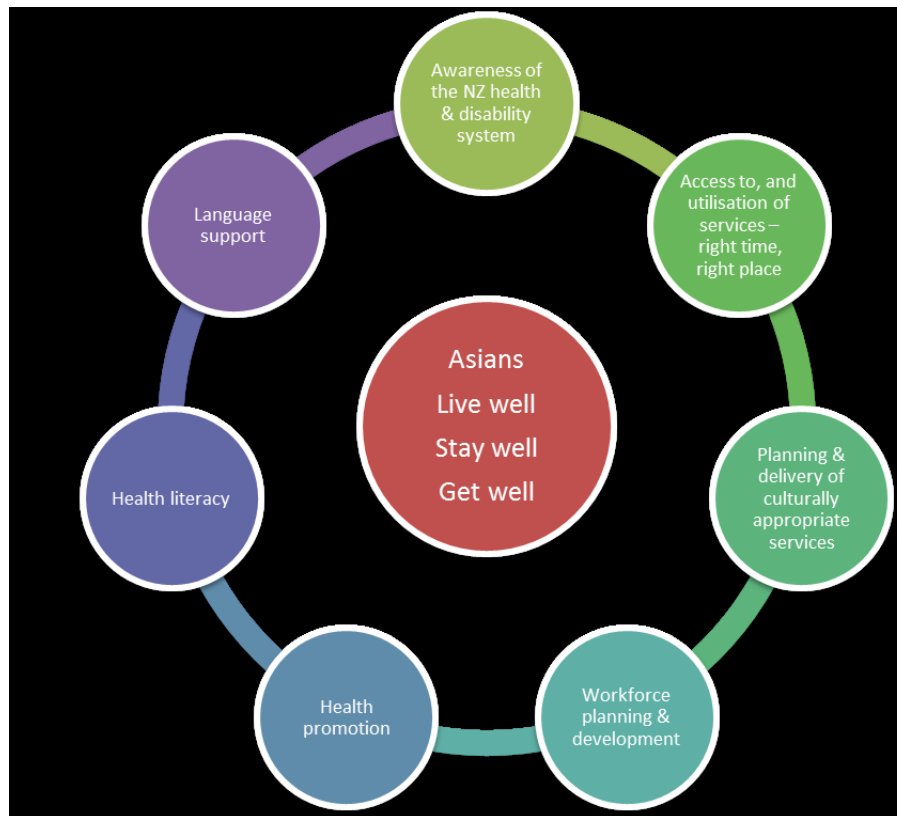 Awareness of
the NZ health
& disability
system
Access to, and
utilisation of
services –
right time,
right place
Planning &
delivery of
culturally
appropriate
services
Workforce
planning &
development
Health
promotion
Health literacy
Language
support
Asians
Live well
Stay well
Get well